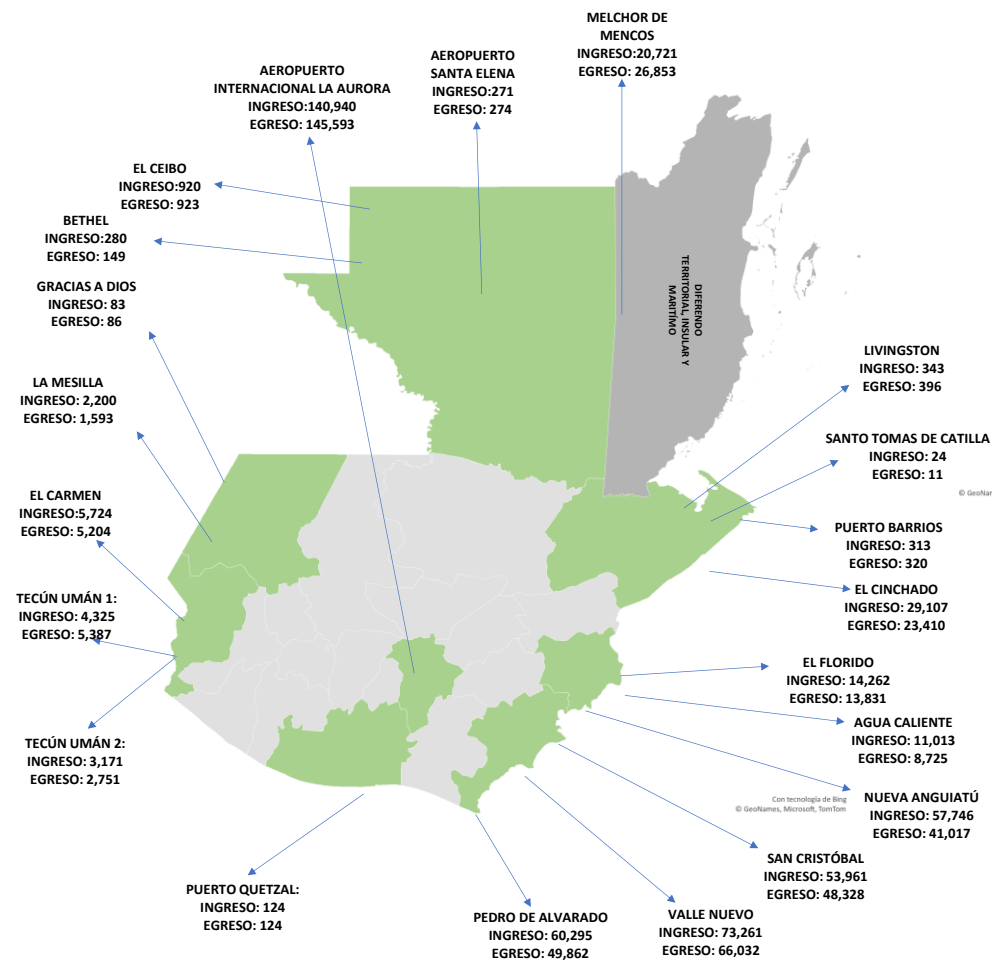 MELCHOR DE
MENCOS
INGRESO:20,721
EGRESO: 26,853
AEROPUERTO
SANTA ELENA
INGRESO:271
EGRESO: 274
AEROPUERTO
INTERNACIONAL LA AURORA
INGRESO:140,940
EGRESO: 145,593
EL CEIBO
INGRESO:920
EGRESO: 923
BETHEL
INGRESO:280
EGRESO: 149
GRACIAS A DIOS
INGRESO: 83
EGRESO: 86
LA MESILLA
INGRESO: 2,200
EGRESO: 1,593
EL CARMEN
INGRESO:5,724
EGRESO: 5,204
TECÚN UMÁN 1:
INGRESO: 4,325
EGRESO: 5,387
TECÚN UMÁN 2:
INGRESO: 3,171
EGRESO: 2,751
PUERTO QUETZAL:
INGRESO: 124
EGRESO: 124
PEDRO DE ALVARADO
INGRESO: 60,295
EGRESO: 49,862
VALLE NUEVO
INGRESO: 73,261
EGRESO: 66,032
SAN CRISTÓBAL
INGRESO: 53,961
EGRESO: 48,328
NUEVA ANGUIATÚ
INGRESO: 57,746
EGRESO: 41,017
AGUA CALIENTE
INGRESO: 11,013
EGRESO: 8,725
EL FLORIDO
INGRESO: 14,262
EGRESO: 13,831
EL CINCHADO
INGRESO: 29,107
EGRESO: 23,410
PUERTO BARRIOS
INGRESO: 313
EGRESO: 320
SANTO TOMAS DE CATILLA
INGRESO: 24
EGRESO: 11
LIVINGSTON
INGRESO: 343
EGRESO: 396
DIFERENDO
TERRITORIAL, INSULAR Y
MARITÍMO
© GeoNa
Con tecnología de Bing
© GeoNames, Microsoft, TomTom